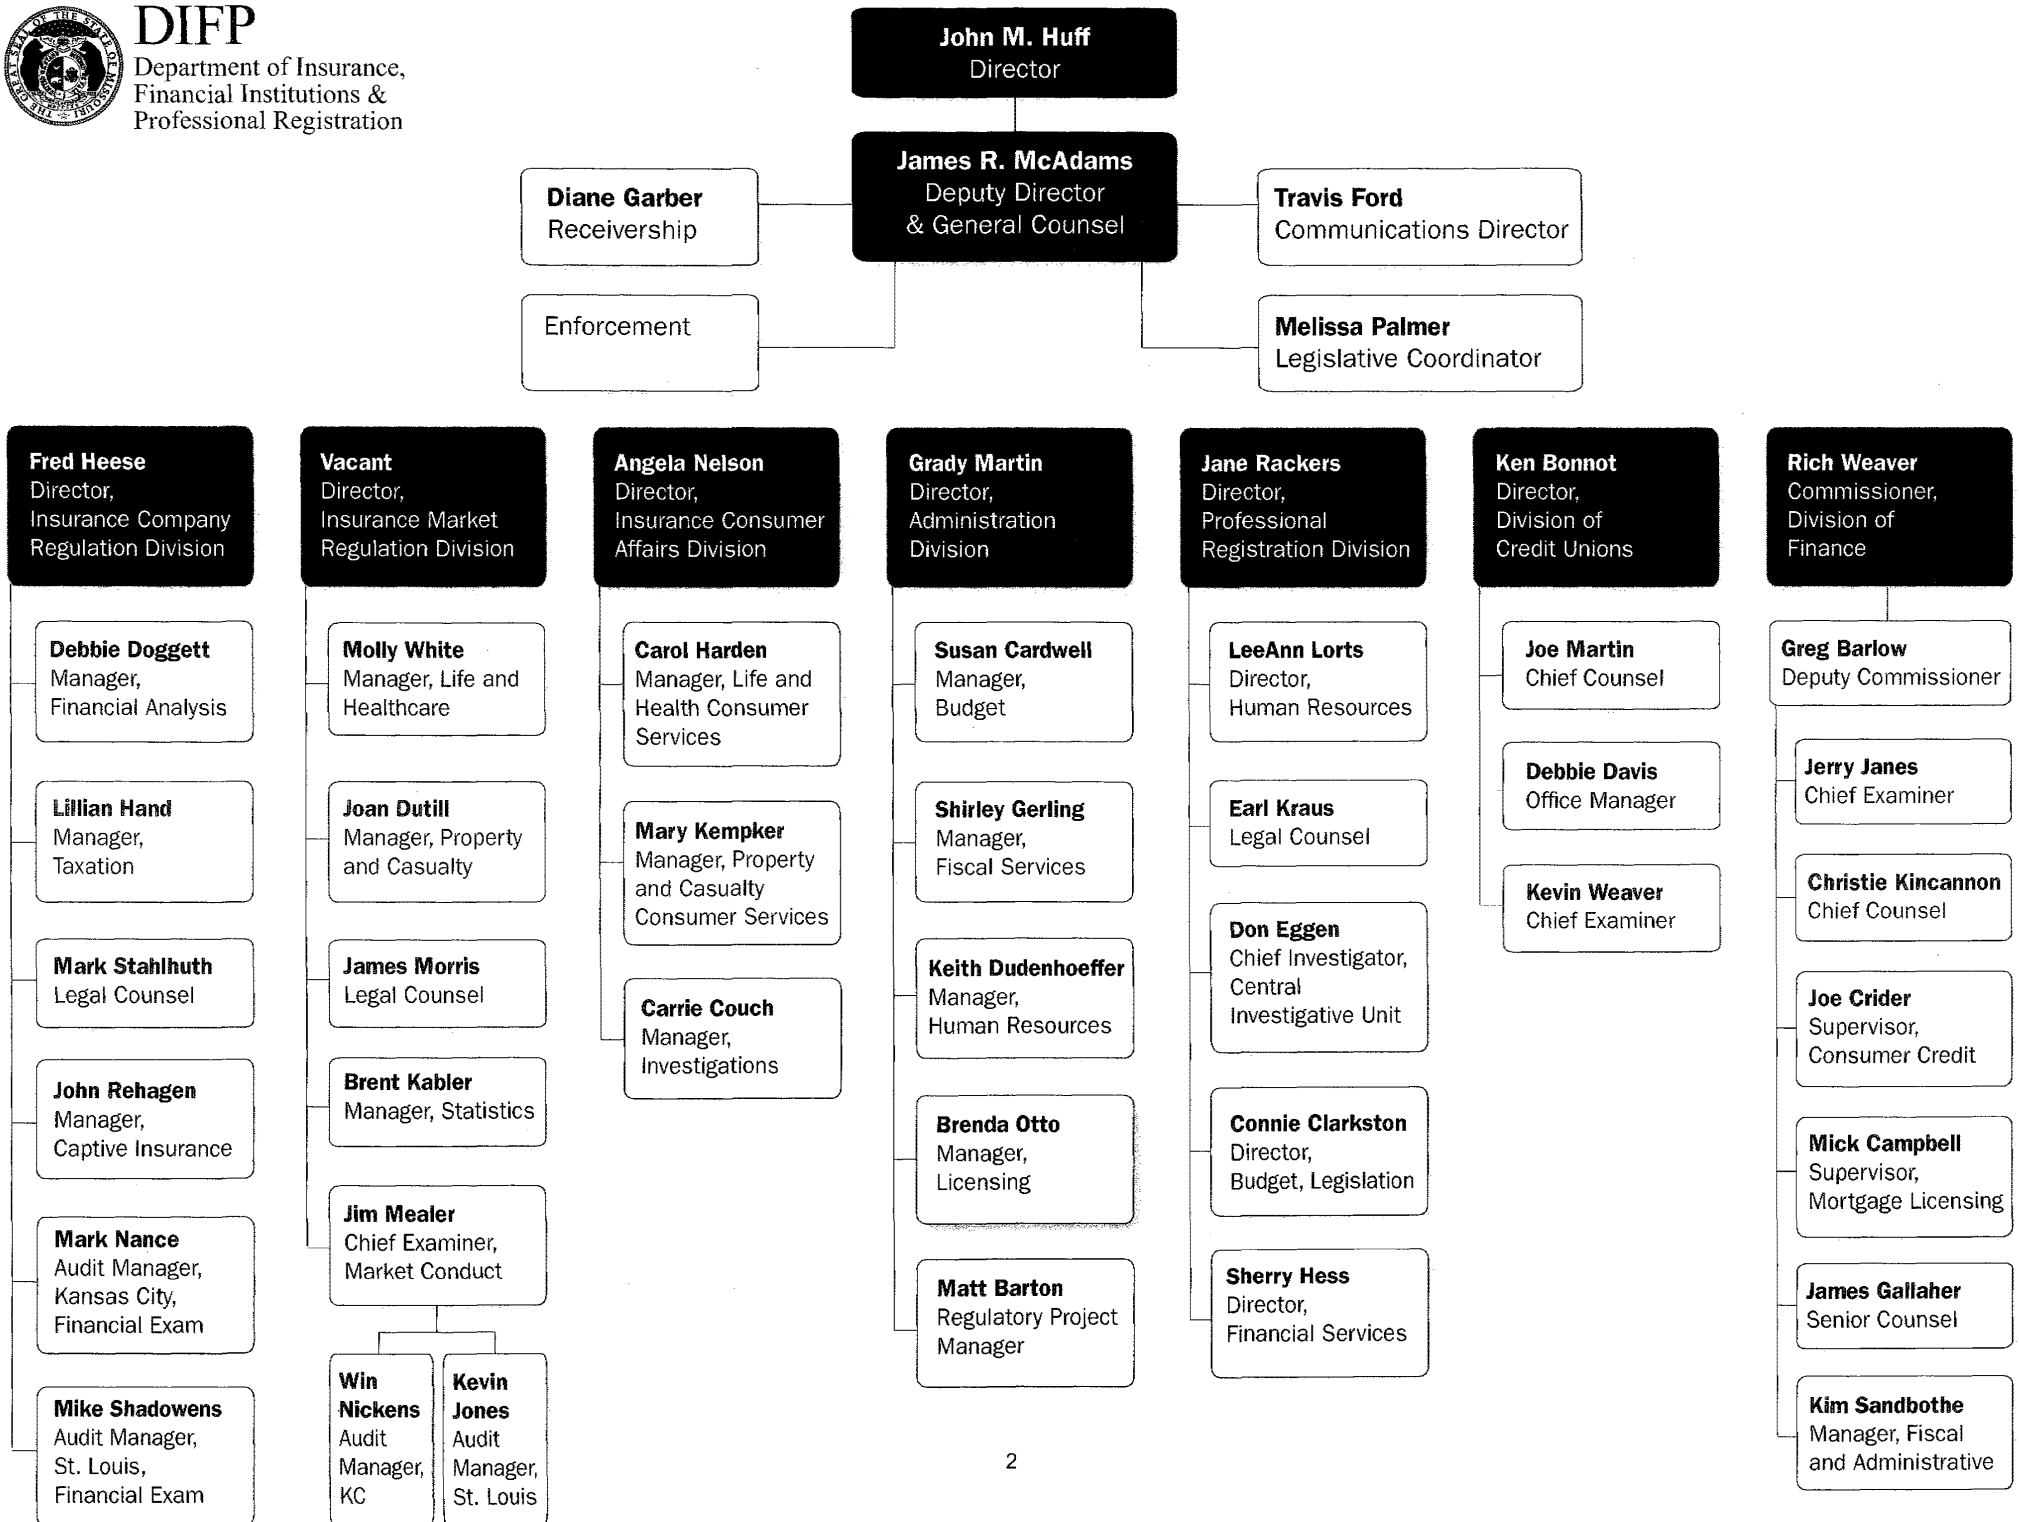 THE GREAT SEAL OF THE STATE OF MISSOURI
DIFP
Department of Insurance,
Financial Institutions &
Professional Registration
John M. Huff
Director
James R. McAdams
Deputy Director
& General Counsel
Diane Garber
Receivership
Travis Ford
Communications Director
Enforcement
Melissa Palmer
Legislative Coordinator
Fred Heese
Director,
Insurance Company
Regulation Division
Debbie Doggett
Manager,
Financial Analysis
Lillian Hand
Manager,
Taxation
Mark Stahlhuth
Legal Counsel
John Rehagen
Manager,
Captive Insurance
Mark Nance
Audit Manager,
Kansas City,
Financial Exam
Mike Shadowens
Audit Manager,
St. Louis,
Financial Exam
Vacant
Director,
Insurance Market
Regulation Division
Molly White
Manager, Life and
Healthcare
Joan Dutill
Manager, Property
and Casualty
James Morris
Legal Counsel
Brent Kabler
Manager, Statistics
Jim Mealer
Chief Examiner,
Market Conduct
Win
Nickens
Audit
Manager,
KC
Kevin
Jones
Audit
Manager,
St. Louis
Angela Nelson
Director,
Insurance Consumer
Affairs Division
Carol Harden
Manager, Life and
Health Consumer
Services
Mary Kempker
Manager, Property
and Casualty
Consumer Services
Carrie Couch
Manager,
Investigations
Grady Martin
Director,
Administration
Division
Susan Cardwell
Manager,
Budget
Shirley Gerling
Manager,
Fiscal Services
Keith Dudenhoeffer
Manager,
Human Resources
Brenda Otto
Manager,
Licensing
Matt Barton
Regulatory Project
Manager
Jane Rackers
Director,
Professional
Registration Division
LeeAnn Lorts
Director,
Human Resources
Earl Kraus
Legal Counsel
Don Eggen
Chief Investigator,
Central
Investigative Unit
Connie Clarkston
Director,
Budget, Legislation
Sherry Hess
Director,
Financial Services
Ken Bonnot
Director,
Division of
Credit Unions
Joe Martin
Chief Counsel
Debbie Davis
Office Manager
Kevin Weaver
Chief Examiner
Rich Weaver
Commissioner,
Division of
Finance
Greg Barlow
Deputy Commissioner
Jerry Janes
Chief Examiner
Christie Kincannon
Chief Counsel
Joe Crider
Supervisor,
Consumer Credit
Mick Campbell
Supervisor,
Mortgage Licensing
James Gallaher
Senior Counsel
Kim Sandbothe
Manager, Fiscal
and Administrative
2